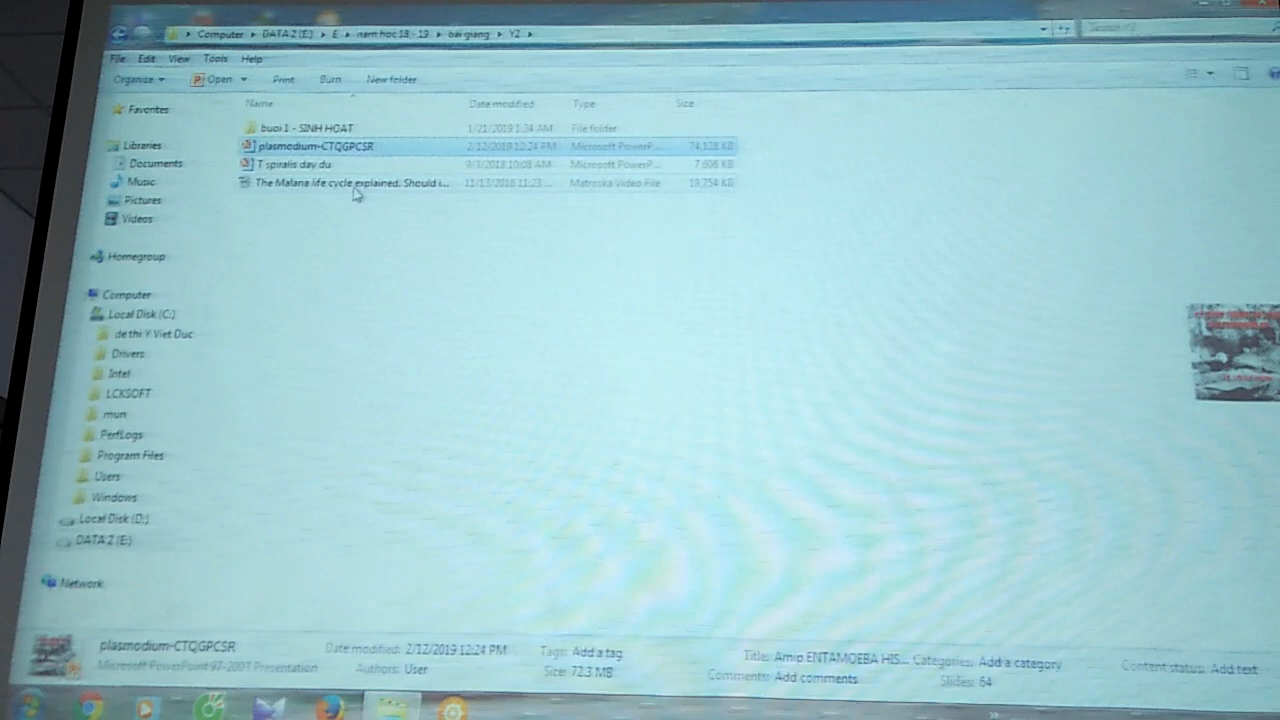 Computer ▸ DATA 2 (E:) ▸ E ▸ nam hoc 18 - 19 ▸ bai giang ▸ Y2 ▸
File Edit View Tools Help
Organize Open Print Burn New folder
Name Date modified Type Size
buoi 1 - SINH HOAT 1/21/2019 1:34 AM File folder
plasmodium-CTQGPCSR 2/12/2019 12:24 PM Microsoft PowerP... 74,128 KB
T spiralis day du 9/3/2018 10:08 AM Microsoft PowerP... 7,606 KB
The Malaria life cycle explained. Should i... 11/13/2016 11:23 ... Matroska Video File 19,754 KB
Favorites
Libraries
Documents
Music
Pictures
Videos
Homegroup
Computer
Local Disk (C:)
de thi Y Viet Duc
Drivers
Intel
LCKSOFT
mun
PerfLogs
Program Files
Users
Windows
Local Disk (D:)
DATA 2 (E:)
Network
plasmodium-CTQGPCSR Date modified: 2/12/2019 12:24 PM Tags: Add a tag Title: Amip ENTAMOEBA HIS... Categories: Add a category Content status: Add text
Microsoft PowerPoint 97-2003 Presentation Authors: User Size: 72.3 MB Comments: Add comments Slides: 64